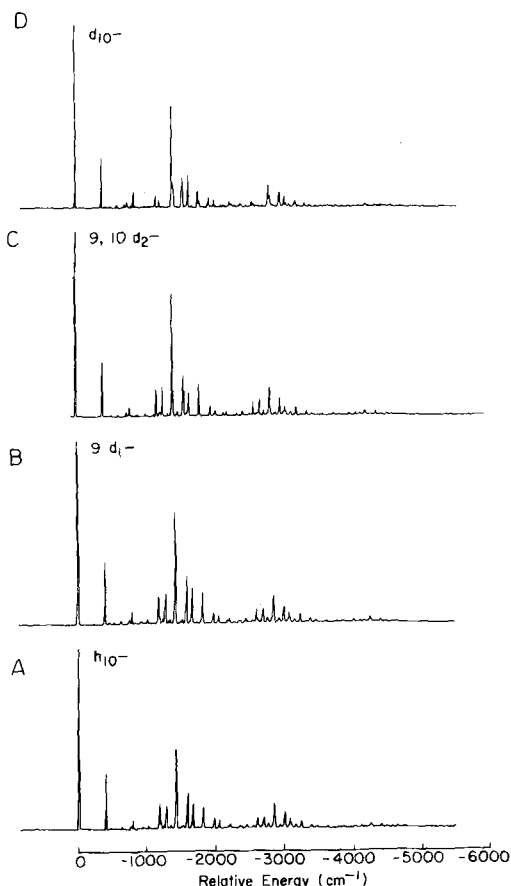 D
d10-
C
9, 10 d2-
B
9 d1-
A
h10-
0 -1000 -2000 -3000 -4000 -5000 -6000
Relative Energy (cm-1)